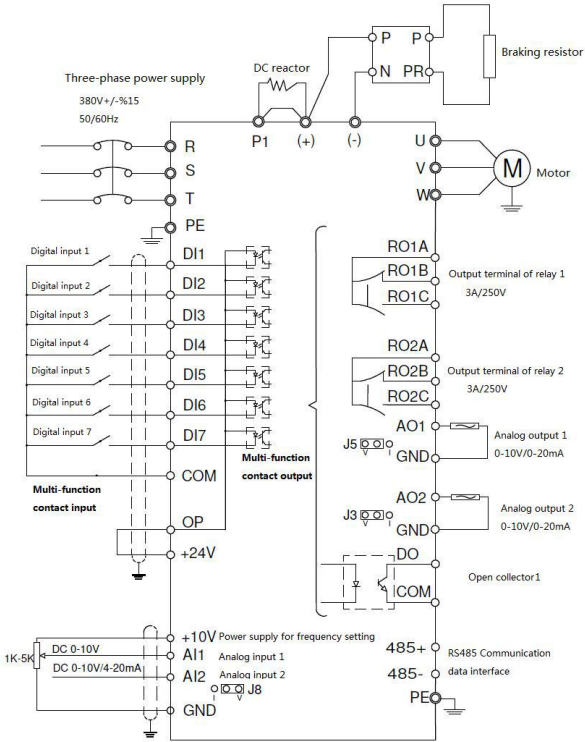 P P
Braking resistor
N PR
DC reactor
Three-phase power supply
380V+/-%15
50/60Hz
P1 (+) (-)
R
S
T
PE
U
V
W
M
Motor
Digital input 1
DI1
Digital input 2
DI2
Digital input 3
DI3
Digital input 4
DI4
Digital input 5
DI5
Digital input 6
DI6
Digital input 7
DI7
COM
Multi-function
contact input
Multi-function
contact output
OP
+24V
RO1A
RO1B
RO1C
Output terminal of relay 1
3A/250V
RO2A
RO2B
RO2C
Output terminal of relay 2
3A/250V
AO1
J5
V I
GND
Analog output 1
0-10V/0-20mA
AO2
J3
V I
GND
Analog output 2
0-10V/0-20mA
DO
COM
Open collector1
+10V Power supply for frequency setting
1K-5K
DC 0-10V
AI1 Analog input 1
DC 0-10V/4-20mA
AI2 Analog input 2
I V J8
GND
485+
485-
RS485 Communication
data interface
PE